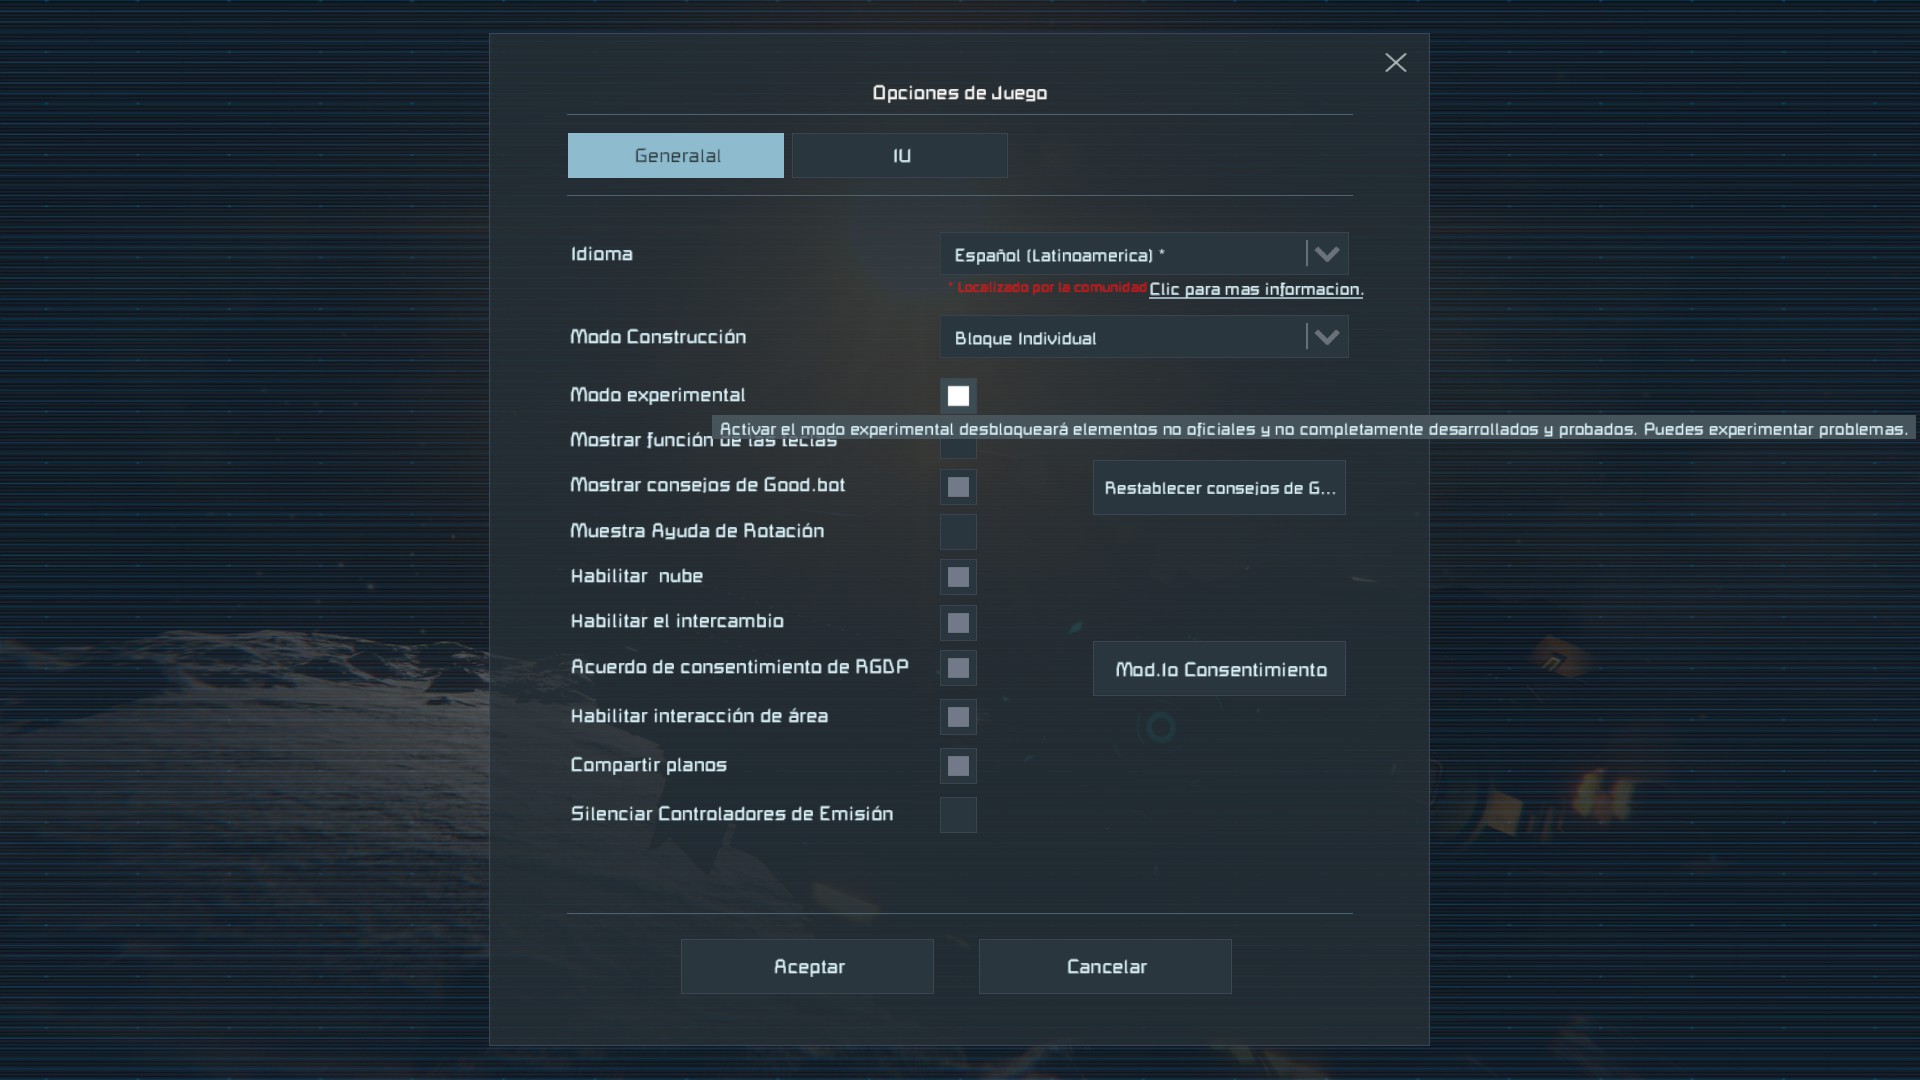 Opciones de Juego
Generalal
IU
Idioma
Español (Latinoamerica) *
* Localizado por la comunidad Clic para mas informacion.
Modo Construcción
Bloque Individual
Modo experimental
Activar el modo experimental desbloqueará elementos no oficiales y no completamente desarrollados y probados. Puedes experimentar problemas.
Mostrar función de las teclas
Mostrar consejos de Good.bot
Restablecer consejos de G...
Muestra Ayuda de Rotación
Habilitar nube
Habilitar el intercambio
Acuerdo de consentimiento de RGDP
Mod.Io Consentimiento
Habilitar interacción de área
Compartir planos
Silenciar Controladores de Emisión
Aceptar
Cancelar